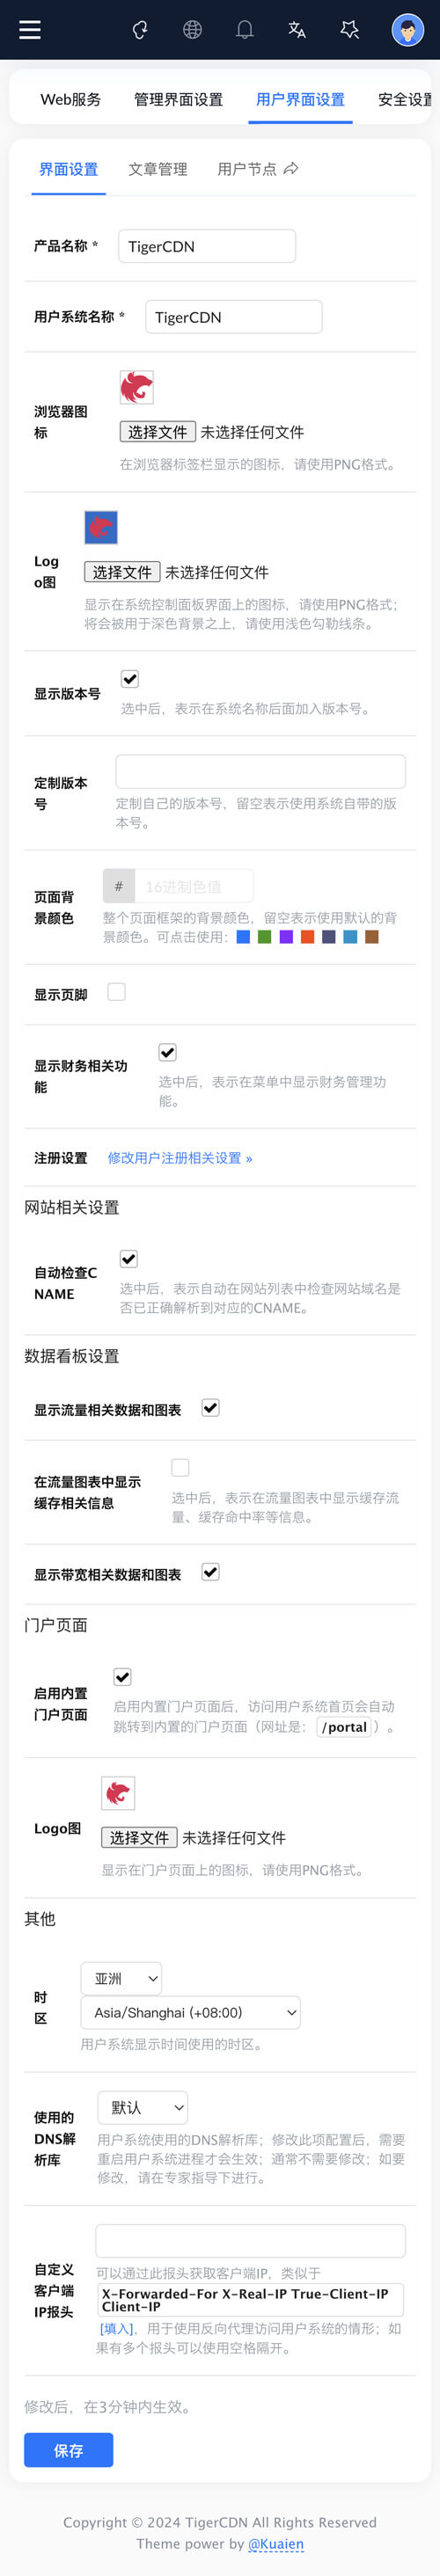 Web服务 管理界面设置 用户界面设置 安全设置
界面设置 文章管理 用户节点
产品名称 * TigerCDN
用户系统名称 * TigerCDN
浏览器图
标
选择文件 未选择任何文件
在浏览器标签栏显示的图标，请使用PNG格式。
Log
o图
选择文件 未选择任何文件
显示在系统控制面板界面上的图标，请使用PNG格式；
将会被用于深色背景之上，请使用浅色勾勒线条。
显示版本号
选中后，表示在系统名称后面加入版本号。
定制版本
号
定制自己的版本号，留空表示使用系统自带的版
本号。
页面背
景颜色
# 16进制色值
整个页面框架的背景颜色，留空表示使用默认的背
景颜色。可点击使用：
显示页脚
显示财务相关功
能
选中后，表示在菜单中显示财务管理功
能。
注册设置 修改用户注册相关设置 »
网站相关设置
自动检查C
NAME
选中后，表示自动在网站列表中检查网站域名是
否已正确解析到对应的CNAME。
数据看板设置
显示流量相关数据和图表
在流量图表中显示
缓存相关信息
选中后，表示在流量图表中显示缓存流
量、缓存命中率等信息。
显示带宽相关数据和图表
门户页面
启用内置
门户页面
启用内置门户页面后，访问用户系统首页会自动
跳转到内置的门户页面（网址是： /portal ）。
Logo图
选择文件 未选择任何文件
显示在门户页面上的图标，请使用PNG格式。
其他
时
区
亚洲
Asia/Shanghai (+08:00)
用户系统显示时间使用的时区。
使用的
DNS解
析库
默认
用户系统使用的DNS解析库；修改此项配置后，需要
重启用户系统进程才会生效；通常不需要修改；如要
修改，请在专家指导下进行。
自定义
客户端
IP报头
可以通过此报头获取客户端IP，类似于
X-Forwarded-For X-Real-IP True-Client-IP
Client-IP
[填入]，用于使用反向代理访问用户系统的情形；如
果有多个报头可以使用空格隔开。
修改后，在3分钟内生效。
保存
Copyright © 2024 TigerCDN All Rights Reserved
Theme power by @Kuaien